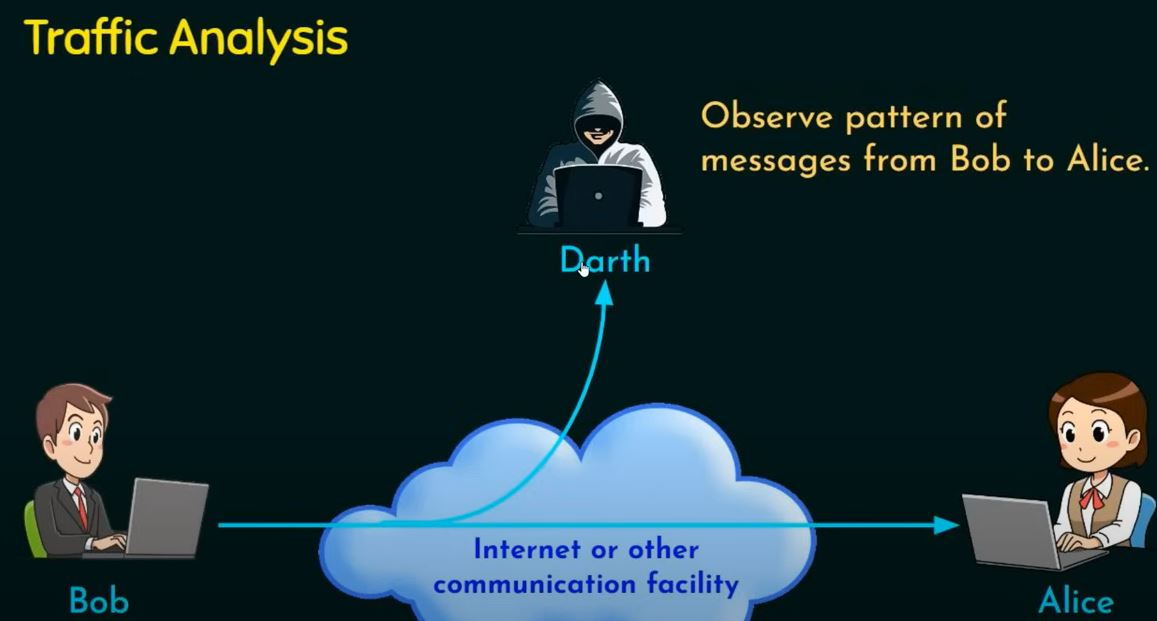 Traffic Analysis
Observe pattern of
messages from Bob to Alice.
Darth
Internet or other
communication facility
Bob
Alice